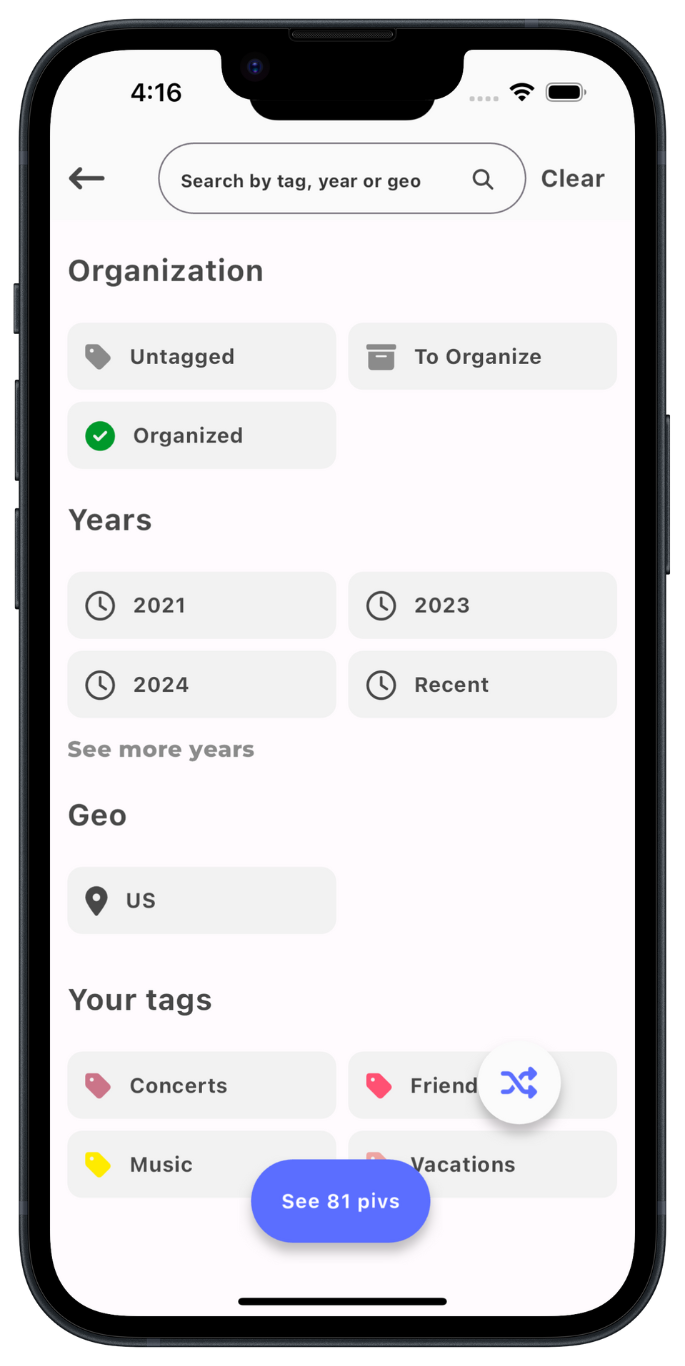 4:16
Search by tag, year or geo
Clear
Organization
Untagged
To Organize
Organized
Years
2021
2023
2024
Recent
See more years
Geo
US
Your tags
Concerts
Friend
Music
Vacations
See 81 pivs